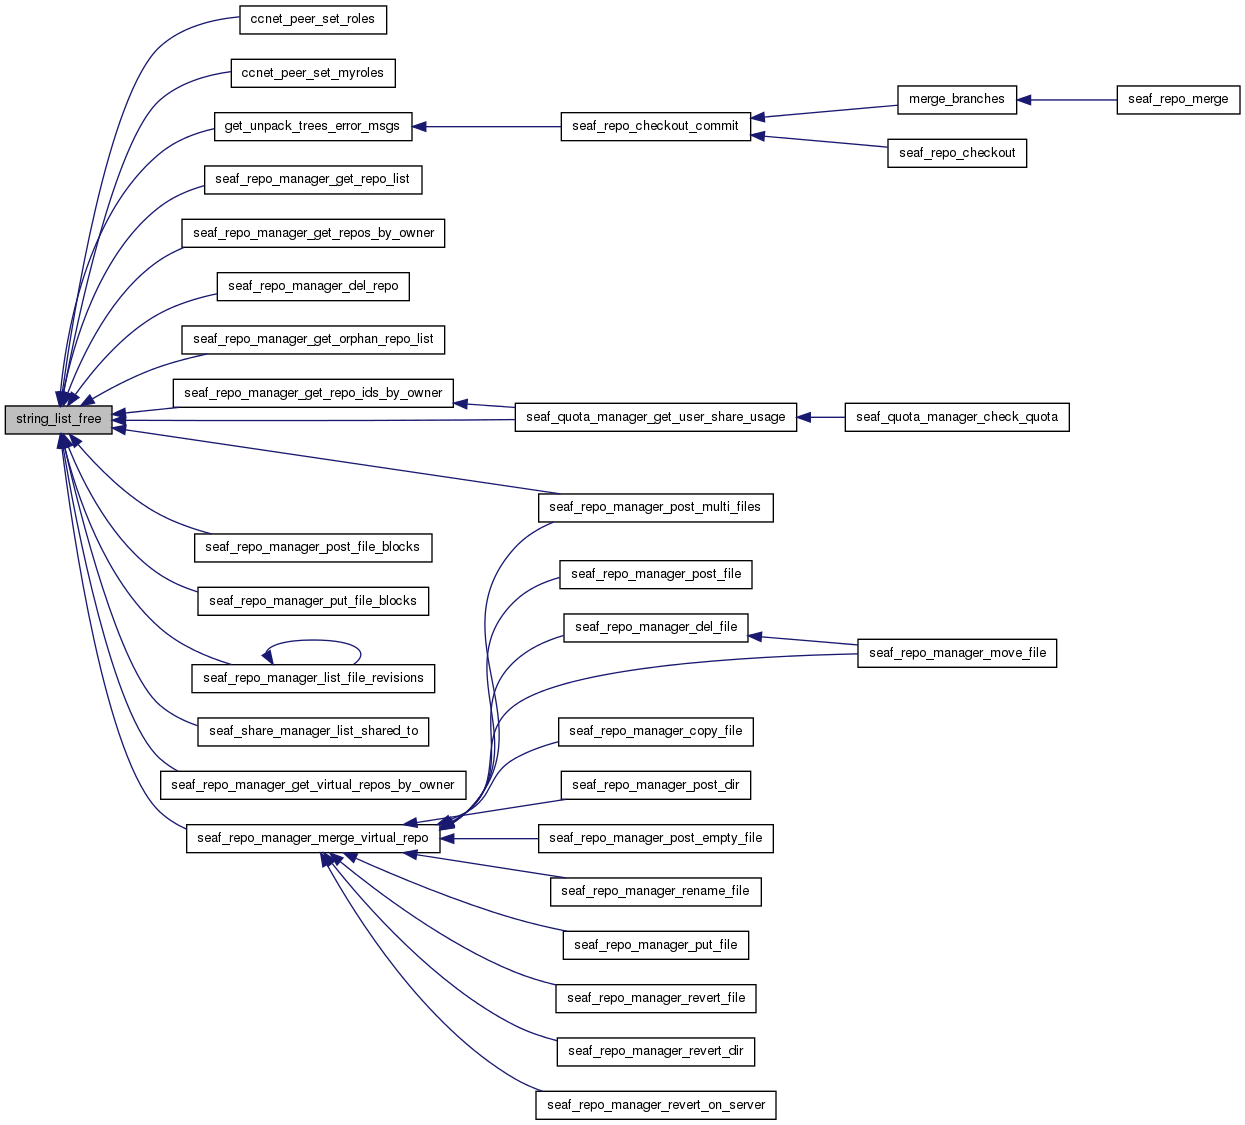 ccnet_peer_set_roles
ccnet_peer_set_myroles
merge_branches
seaf_repo_merge
get_unpack_trees_error_msgs
seaf_repo_checkout_commit
seaf_repo_checkout
seaf_repo_manager_get_repo_list
seaf_repo_manager_get_repos_by_owner
seaf_repo_manager_del_repo
seaf_repo_manager_get_orphan_repo_list
seaf_repo_manager_get_repo_ids_by_owner
string_list_free
seaf_quota_manager_get_user_share_usage
seaf_quota_manager_check_quota
seaf_repo_manager_post_multi_files
seaf_repo_manager_post_file_blocks
seaf_repo_manager_post_file
seaf_repo_manager_put_file_blocks
seaf_repo_manager_del_file
seaf_repo_manager_move_file
seaf_repo_manager_list_file_revisions
seaf_share_manager_list_shared_to
seaf_repo_manager_copy_file
seaf_repo_manager_get_virtual_repos_by_owner
seaf_repo_manager_post_dir
seaf_repo_manager_merge_virtual_repo
seaf_repo_manager_post_empty_file
seaf_repo_manager_rename_file
seaf_repo_manager_put_file
seaf_repo_manager_revert_file
seaf_repo_manager_revert_dir
seaf_repo_manager_revert_on_server